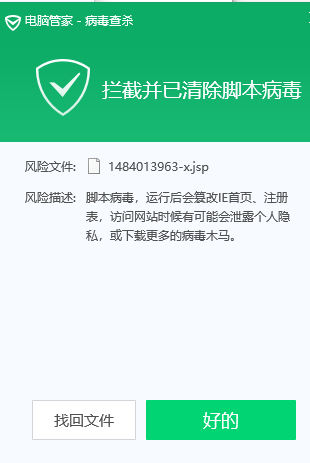 电脑管家 - 病毒查杀
拦截并已清除脚本病毒
风险文件: 1484013963-x.jsp
风险描述: 脚本病毒，运行后会篡改IE首页、注册
表，访问网站时候有可能会泄露个人隐
私，或下载更多的病毒木马。
找回文件 好的